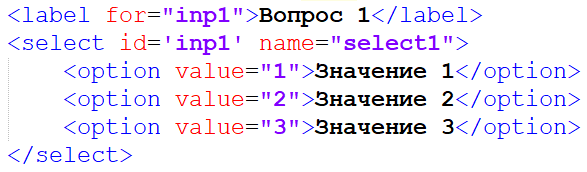 <label for="inp1">Вопрос 1</label>
<select id='inp1' name="select1">
<option value="1">Значение 1</option>
<option value="2">Значение 2</option>
<option value="3">Значение 3</option>
</select>